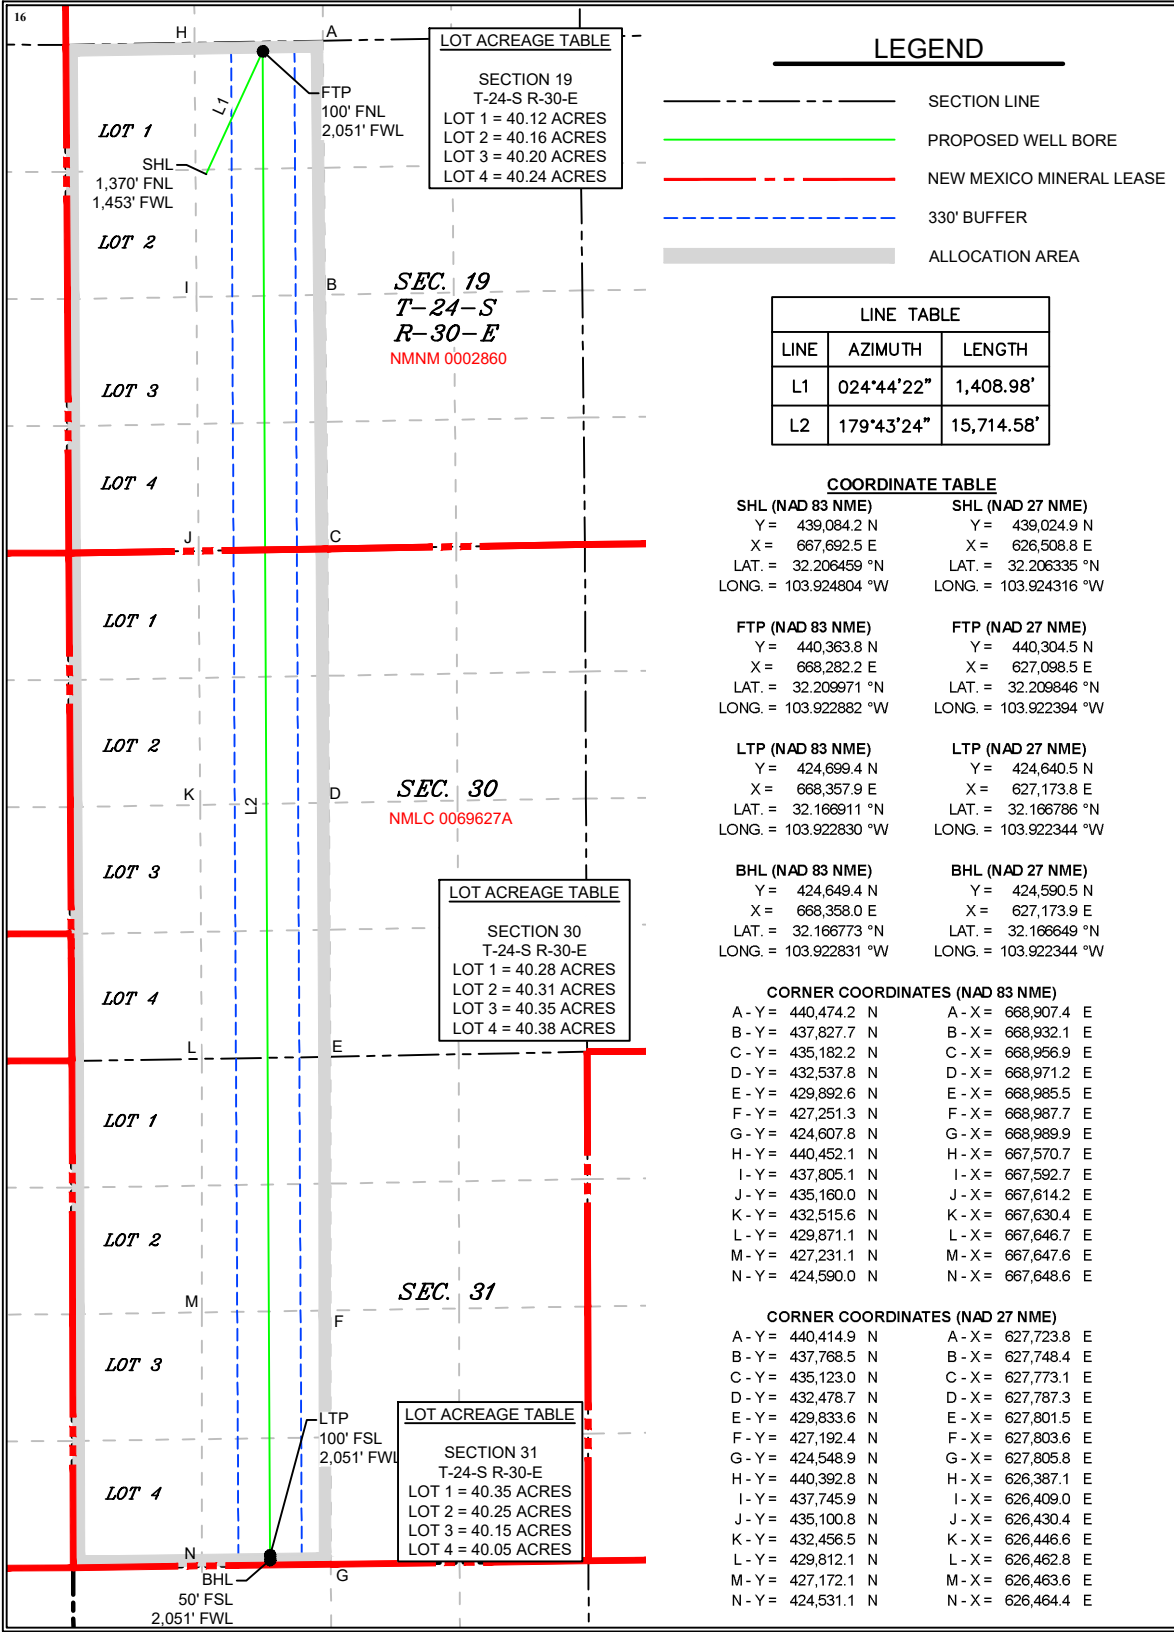 16
H
A
LOT ACREAGE TABLE
SECTION 19
T-24-S R-30-E
LOT 1 = 40.12 ACRES
LOT 2 = 40.16 ACRES
LOT 3 = 40.20 ACRES
LOT 4 = 40.24 ACRES
L1
FTP
100' FNL
2,051' FWL
LOT 1
SHL
1,370' FNL
1,453' FWL
LOT 2
I
B
SEC. 19
T-24-S
R-30-E
NMNM 0002860
LOT 3
LOT 4
J
C
LOT 1
LOT 2
K
L2
D
SEC. 30
NMLC 0069627A
LOT 3
LOT ACREAGE TABLE
SECTION 30
T-24-S R-30-E
LOT 1 = 40.28 ACRES
LOT 2 = 40.31 ACRES
LOT 3 = 40.35 ACRES
LOT 4 = 40.38 ACRES
LOT 4
L
E
LOT 1
LOT 2
M
SEC. 31
F
LOT 3
LTP
100' FSL
2,051' FWL
LOT ACREAGE TABLE
SECTION 31
T-24-S R-30-E
LOT 1 = 40.35 ACRES
LOT 2 = 40.25 ACRES
LOT 3 = 40.15 ACRES
LOT 4 = 40.05 ACRES
LOT 4
N
G
BHL
50' FSL
2,051' FWL
LEGEND
SECTION LINE
PROPOSED WELL BORE
NEW MEXICO MINERAL LEASE
330' BUFFER
ALLOCATION AREA
LINE TABLE
LINE AZIMUTH LENGTH
L1 024°44'22" 1,408.98'
L2 179°43'24" 15,714.58'
COORDINATE TABLE
SHL (NAD 83 NME) SHL (NAD 27 NME)
Y = 439,084.2 N Y = 439,024.9 N
X = 667,692.5 E X = 626,508.8 E
LAT. = 32.206459 °N LAT. = 32.206335 °N
LONG. = 103.924804 °W LONG. = 103.924316 °W
FTP (NAD 83 NME) FTP (NAD 27 NME)
Y = 440,363.8 N Y = 440,304.5 N
X = 668,282.2 E X = 627,098.5 E
LAT. = 32.209971 °N LAT. = 32.209846 °N
LONG. = 103.922882 °W LONG. = 103.922394 °W
LTP (NAD 83 NME) LTP (NAD 27 NME)
Y = 424,699.4 N Y = 424,640.5 N
X = 668,357.9 E X = 627,173.8 E
LAT. = 32.166911 °N LAT. = 32.166786 °N
LONG. = 103.922830 °W LONG. = 103.922344 °W
BHL (NAD 83 NME) BHL (NAD 27 NME)
Y = 424,649.4 N Y = 424,590.5 N
X = 668,358.0 E X = 627,173.9 E
LAT. = 32.166773 °N LAT. = 32.166649 °N
LONG. = 103.922831 °W LONG. = 103.922344 °W
CORNER COORDINATES (NAD 83 NME)
A - Y = 440,474.2 N A - X = 668,907.4 E
B - Y = 437,827.7 N B - X = 668,932.1 E
C - Y = 435,182.2 N C - X = 668,956.9 E
D - Y = 432,537.8 N D - X = 668,971.2 E
E - Y = 429,892.6 N E - X = 668,985.5 E
F - Y = 427,251.3 N F - X = 668,987.7 E
G - Y = 424,607.8 N G - X = 668,989.9 E
H - Y = 440,452.1 N H - X = 667,570.7 E
I - Y = 437,805.1 N I - X = 667,592.7 E
J - Y = 435,160.0 N J - X = 667,614.2 E
K - Y = 432,515.6 N K - X = 667,630.4 E
L - Y = 429,871.1 N L - X = 667,646.7 E
M - Y = 427,231.1 N M - X = 667,647.6 E
N - Y = 424,590.0 N N - X = 667,648.6 E
CORNER COORDINATES (NAD 27 NME)
A - Y = 440,414.9 N A - X = 627,723.8 E
B - Y = 437,768.5 N B - X = 627,748.4 E
C - Y = 435,123.0 N C - X = 627,773.1 E
D - Y = 432,478.7 N D - X = 627,787.3 E
E - Y = 429,833.6 N E - X = 627,801.5 E
F - Y = 427,192.4 N F - X = 627,803.6 E
G - Y = 424,548.9 N G - X = 627,805.8 E
H - Y = 440,392.8 N H - X = 626,387.1 E
I - Y = 437,745.9 N I - X = 626,409.0 E
J - Y = 435,100.8 N J - X = 626,430.4 E
K - Y = 432,456.5 N K - X = 626,446.6 E
L - Y = 429,812.1 N L - X = 626,462.8 E
M - Y = 427,172.1 N M - X = 626,463.6 E
N - Y = 424,531.1 N N - X = 626,464.4 E